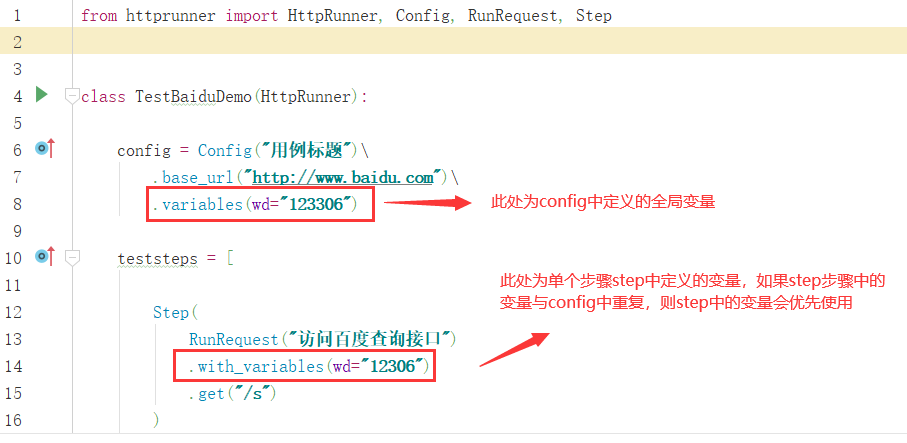 1 from httprunner import HttpRunner, Config, RunRequest, Step
2
3
4 class TestBaiduDemo(HttpRunner):
5
6 config = Config("用例标题")\
7 .base_url("http://www.baidu.com")\
8 .variables(wd="123306")
此处为config中定义的全局变量
9
10 teststeps = [
11
此处为单个步骤step中定义的变量，如果step步骤中的
变量与config中重复，则step中的变量会优先使用
12 Step(
13 RunRequest("访问百度查询接口")
14 .with_variables(wd="12306")
15 .get("/s")
16 )